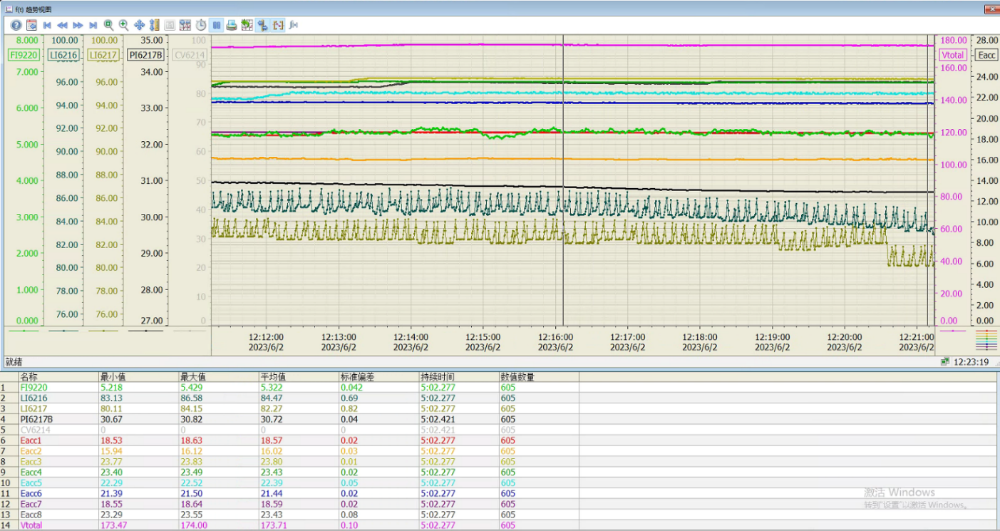 f(t) 趋势视图
8.000 100.00 100.00 35.00 100 180.00 28.00
FI9220 LI6216 LI6217 PI6217B CV6214 Vtotal Eacc
98.00 98.00 90
7.000 96.00 96.00 34.00 80 160.00 24.00
6.000 94.00 94.00 33.00 70 140.00 22.00
92.00 92.00 20.00
5.000 90.00 90.00 32.00 60 120.00 18.00
88.00 88.00 100.00 16.00
4.000 86.00 86.00 31.00 50 80.00 14.00
3.000 84.00 84.00 30.00 40 60.00 12.00
82.00 82.00 30 10.00
2.000 80.00 80.00 29.00 20 40.00 8.00
6.00
1.000 78.00 78.00 28.00 10 20.00 4.00
76.00 76.00 2.00
0.000 27.00 0 0.00 0.00
12:12:00 12:13:00 12:14:00 12:15:00 12:16:00 12:17:00 12:18:00 12:19:00 12:20:00 12:21:00
2023/6/2 2023/6/2 2023/6/2 2023/6/2 2023/6/2 2023/6/2 2023/6/2 2023/6/2 2023/6/2 2023/6/2
就绪 12:23:19
名称 最小值 最大值 平均值 标准偏差 持续时间 数值数量
1 FI9220 5.218 5.429 5.322 0.042 5:02.277 605
2 LI6216 83.13 86.58 84.47 0.69 5:02.277 605
3 LI6217 80.11 84.15 82.27 0.82 5:02.277 605
4 PI6217B 30.67 30.82 30.72 0.04 5:02.421 605
5 CV6214 0 0 0 0 5:02.421 605
6 Eacc1 18.53 18.63 18.57 0.02 5:02.277 605
7 Eacc2 15.94 16.12 16.02 0.03 5:02.277 605
8 Eacc3 23.77 23.83 23.80 0.01 5:02.277 605
9 Eacc4 23.40 23.49 23.43 0.02 5:02.277 605
10 Eacc5 22.29 22.52 22.39 0.05 5:02.277 605
11 Eacc6 21.39 21.50 21.44 0.02 5:02.277 605
12 Eacc7 18.55 18.64 18.59 0.02 5:02.277 605
13 Eacc8 23.29 23.55 23.43 0.08 5:02.277 605
14 Vtotal 173.47 174.00 173.71 0.10 5:02.277 605
激活 Windows
转到"设置"以激活 Windows。